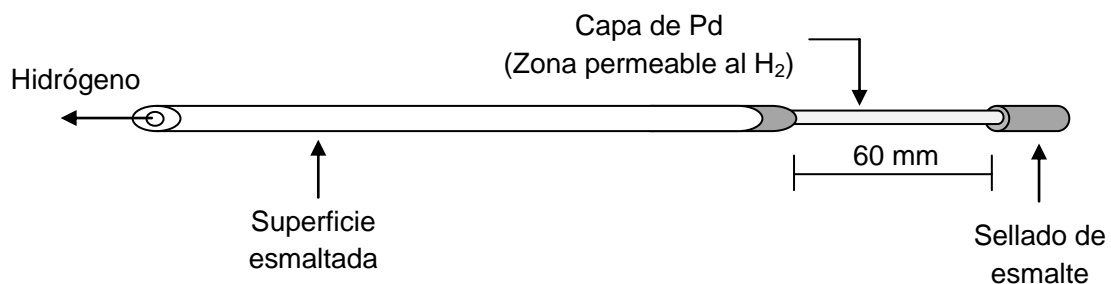 Capa de Pd
(Zona permeable al H₂)
Hidrógeno
60 mm
Superficie
esmaltada
Sellado de
esmalte